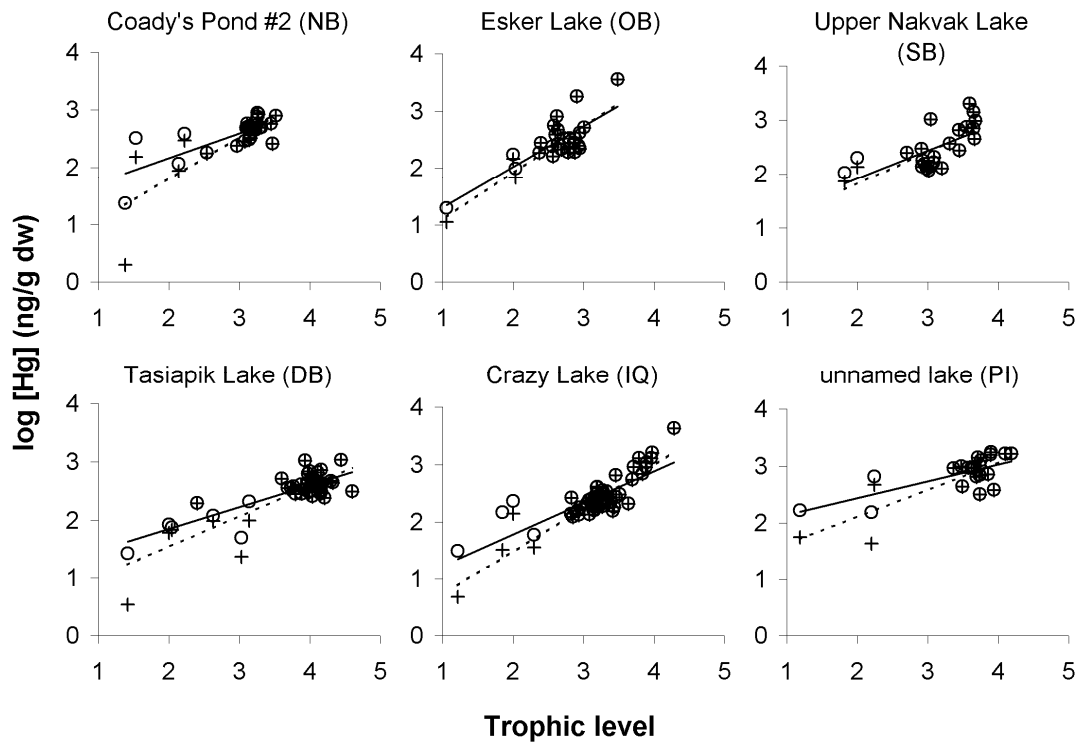 Coady's Pond #2 (NB)
Esker Lake (OB)
Upper Nakvak Lake
(SB)
4
3
2
1
0
1 2 3 4 5
4
3
2
1
0
1 2 3 4 5
4
3
2
1
0
1 2 3 4 5
log [Hg] (ng/g dw)
Tasiapik Lake (DB)
Crazy Lake (IQ)
unnamed lake (PI)
4
3
2
1
0
1 2 3 4 5
4
3
2
1
0
1 2 3 4 5
4
3
2
1
0
1 2 3 4 5
Trophic level